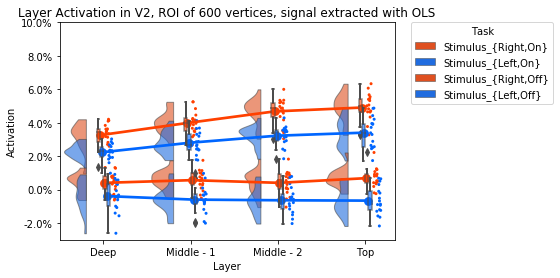 Layer Activation in V2, ROI of 600 vertices, signal extracted with OLS
Task
Stimulus_{Right,On}
Stimulus_{Left,On}
Stimulus_{Right,Off}
Stimulus_{Left,Off}
Activation
10.0%
8.0%
6.0%
4.0%
2.0%
0.0%
-2.0%
Deep
Middle - 1
Middle - 2
Top
Layer